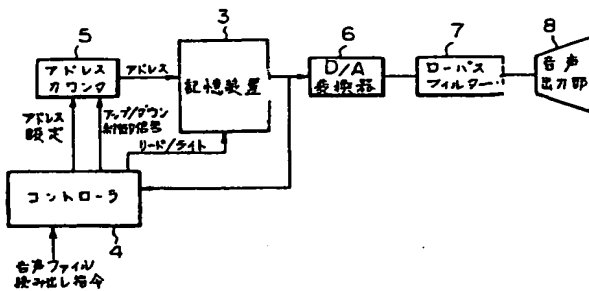 3
8
5
6
7
アドレス
カウンタ
アドレス
記憶装置
D/A
変換器
ローパス
フィルター
音声
出力部
アドレス
設定
アップ/ダウン
制御信号
リード/ライト
コントローラ
4
音声ファイル
読み出し指令